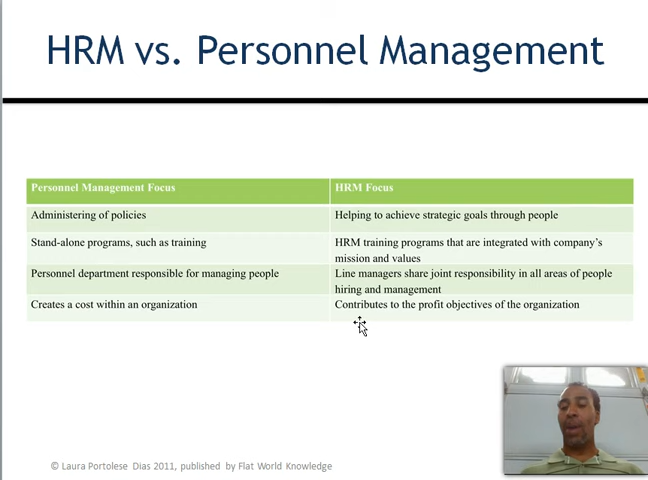 HRM vs. Personnel Management
Personnel Management Focus
HRM Focus
Administering of policies
Helping to achieve strategic goals through people
Stand-alone programs, such as training
HRM training programs that are integrated with company's
mission and values
Personnel department responsible for managing people
Line managers share joint responsibility in all areas of people
hiring and management
Creates a cost within an organization
Contributes to the profit objectives of the organization
© Laura Portolese Dias 2011, published by Flat World Knowledge